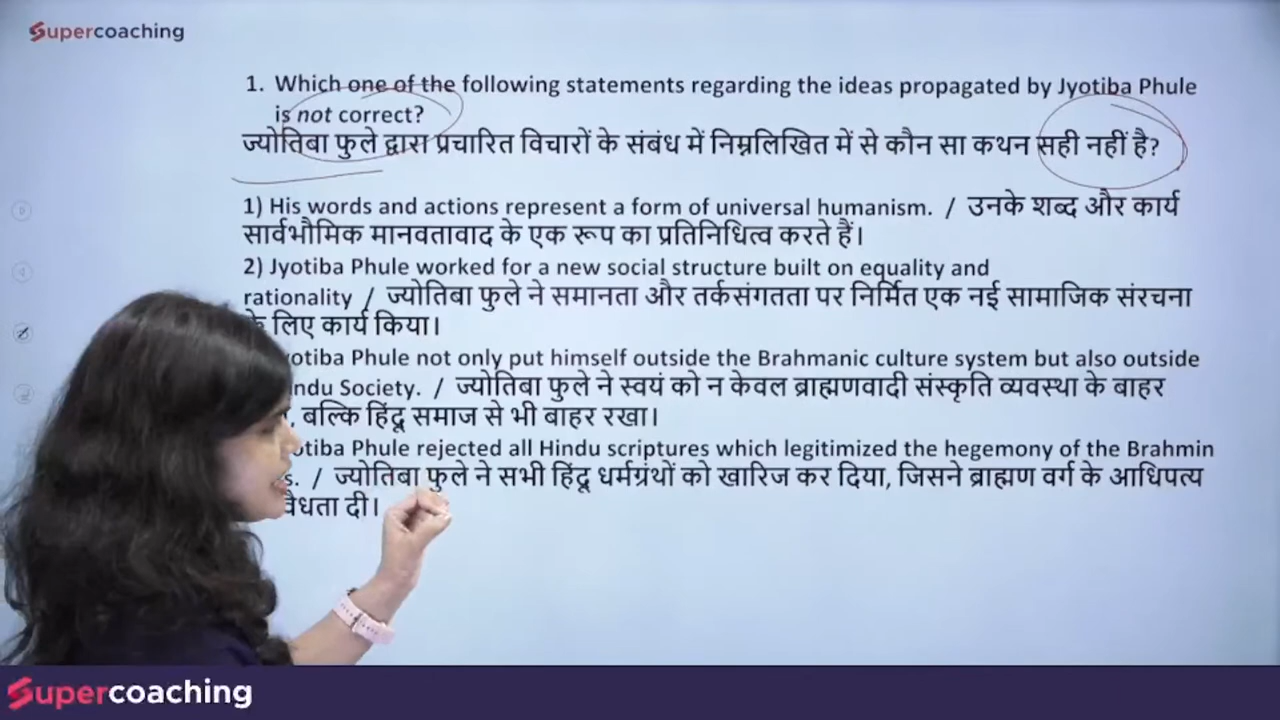 Supercoaching
1. Which one of the following statements regarding the ideas propagated by Jyotiba Phule
is not correct?
ज्योतिबा फुले द्वारा प्रचारित विचारों के संबंध में निम्नलिखित में से कौन सा कथन सही नहीं है?
1) His words and actions represent a form of universal humanism. / उनके शब्द और कार्य
सार्वभौमिक मानवतावाद के एक रूप का प्रतिनिधित्व करते हैं।
2) Jyotiba Phule worked for a new social structure built on equality and
rationality / ज्योतिबा फुले ने समानता और तर्कसंगतता पर निर्मित एक नई सामाजिक संरचना
के लिए कार्य किया।
Phule not only put himself outside the Brahmanic culture system but also outside
Society. / ज्योतिबा फुले ने स्वयं को न केवल ब्राह्मणवादी संस्कृति व्यवस्था के बाहर
, बल्कि हिंदू समाज से भी बाहर रखा।
Phule rejected all Hindu scriptures which legitimized the hegemony of the Brahmin
/ ज्योतिबा फुले ने सभी हिंदू धर्मग्रंथों को खारिज कर दिया, जिसने ब्राह्मण वर्ग के आधिपत्य
वैधता दी।
Supercoaching